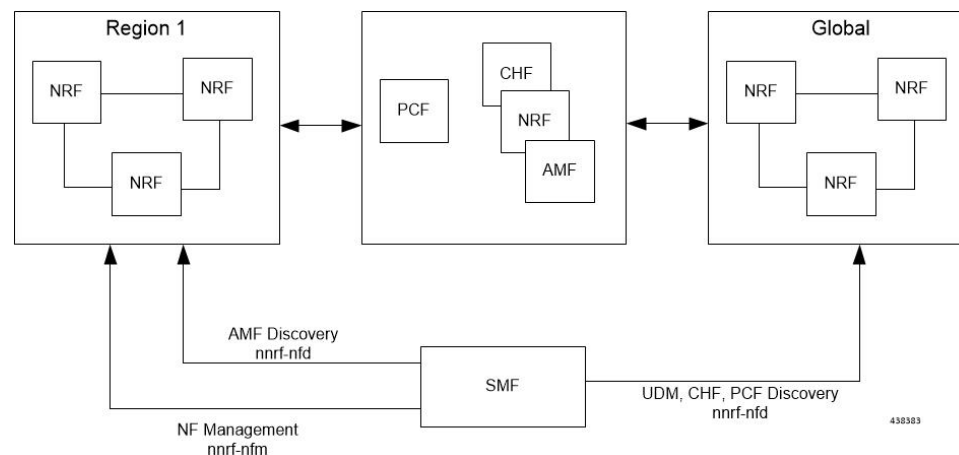 Region 1
NRF
NRF
NRF
PCF
CHF
NRF
AMF
Global
NRF
NRF
NRF
AMF Discovery
nnrf-nfd
SMF
UDM, CHF, PCF Discovery
nnrf-nfd
NF Management
nnrf-nfm
438383